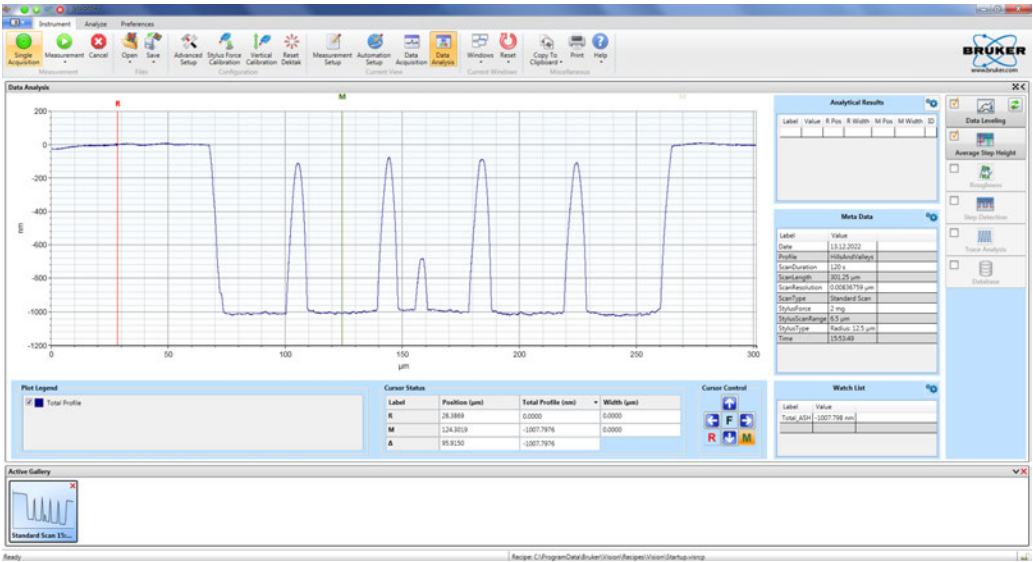 Instrument Analyze Preferences
Single Acquisition Measurement Cancel Open Save Advanced Setup Stylus Force Calibration Vertical Calibration Reset Dektak Measurement Setup Automation Setup Data Acquisition Data Analysis Windows Reset Copy To Clipboard Print Help
Measurement Files Configuration Current View Current Windows Miscellaneous
BRUKER
www.bruker.com
Data Analysis
R M M
200
0
-200
-400
-600
-800
-1000
-1200
nm
0 50 100 150 200 250 300
µm
Analytical Results
Label Value R Pos R Width M Pos M Width ID
Meta Data
Label Value
Date 13.12.2022
Profile HillsAndValleys
ScanDuration 120 s
ScanLength 301.25 µm
ScanResolution 0.00836759 µm
ScanType Standard Scan
StylusForce 2 mg
StylusScanRange 6.5 µm
StylusType Radius: 12.5 µm
Time 15:53:49
Data Leveling
Average Step Height
Roughness
Step Detection
Trace Analysis
Database
Plot Legend
Total Profile
Cursor Status
Label Position (µm) Total Profile (nm) Width (µm)
R 28.3869 0.0000 0.0000
M 124.3019 -1007.7976 0.0000
Δ 95.9150 -1007.7976
Cursor Control
F
R M
Watch List
Label Value
Total_ASH -1007.798 nm
Active Gallery
Standard Scan 15:...
Ready
Recipe: C:\ProgramData\Bruker\Vision\Recipes\Vision\Startup.visrcp